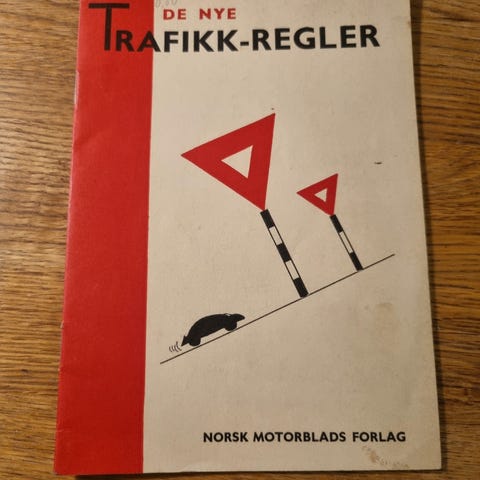 DE NYE
TRAFIKK-REGLER
NORSK MOTORBLADS FORLAG